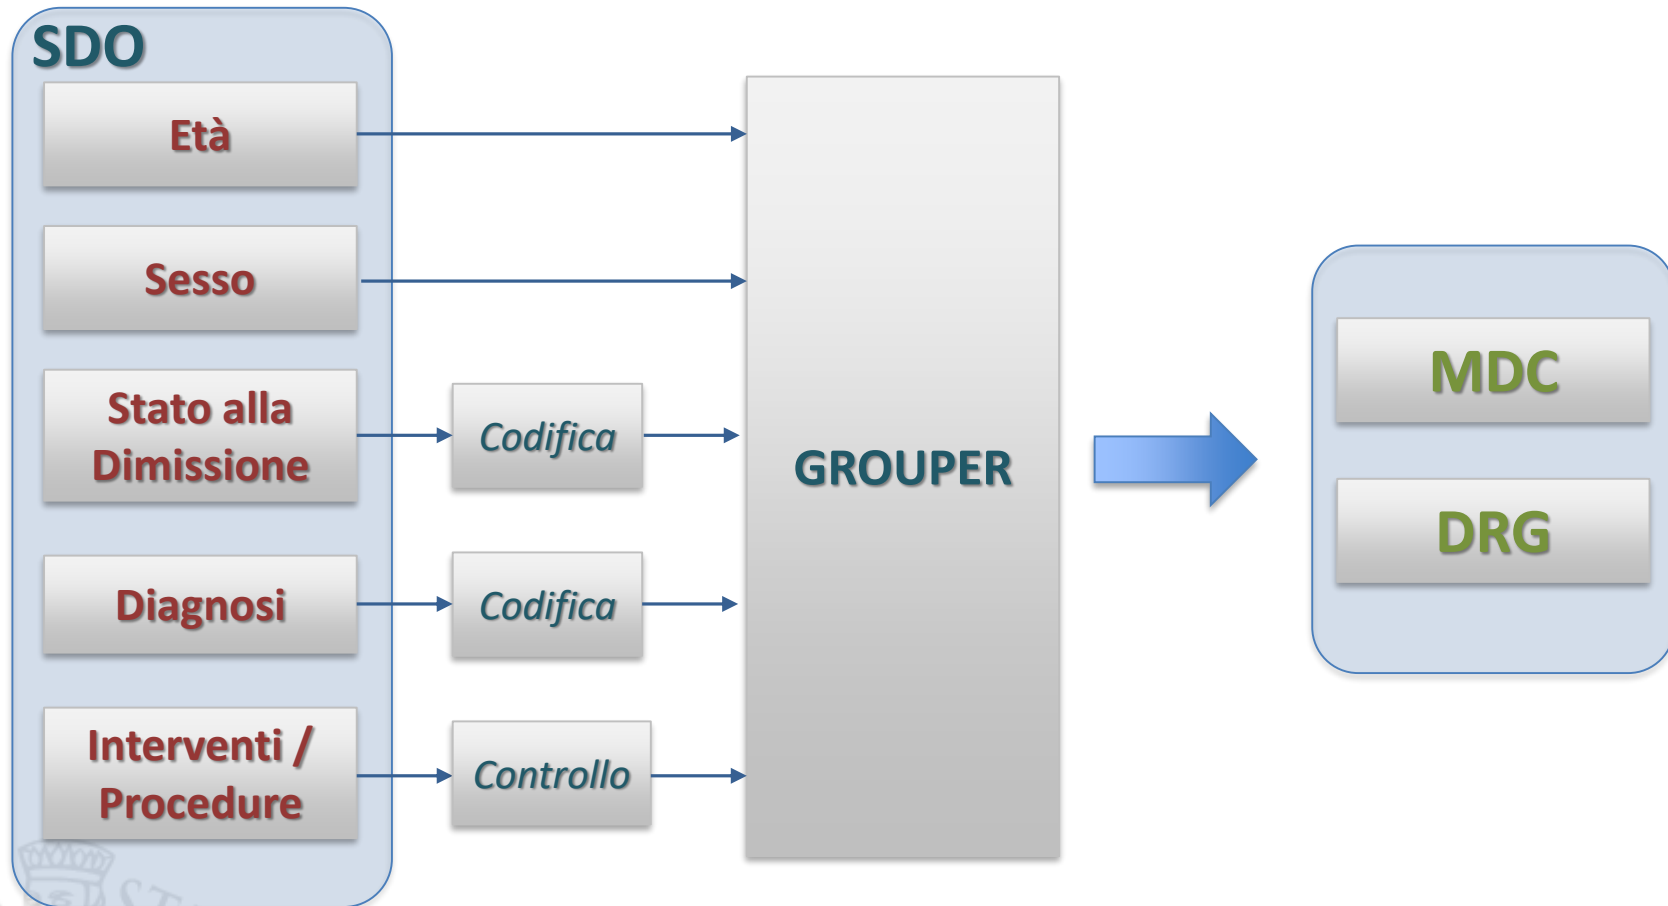 SDO
Età
Sesso
Stato alla
Dimissione
Codifica
Diagnosi
Codifica
Interventi /
Procedure
Controllo
GROUPER
MDC
DRG